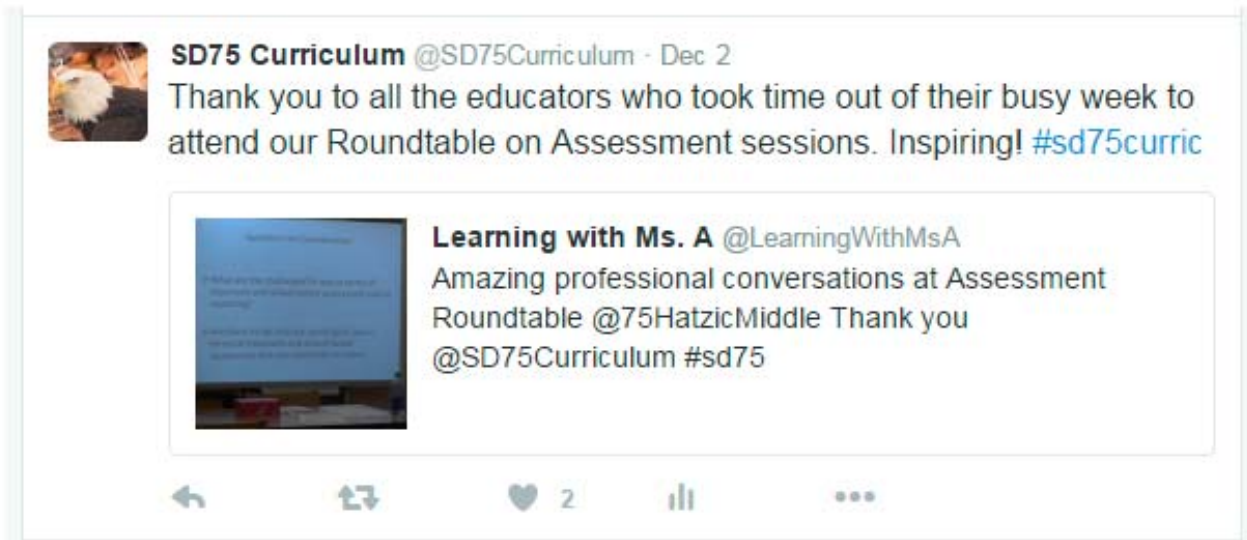 SD75 Curriculum @SD75Curriculum · Dec 2
Thank you to all the educators who took time out of their busy week to
attend our Roundtable on Assessment sessions. Inspiring! #sd75curric
Learning with Ms. A @LearningWithMsA
Amazing professional conversations at Assessment
Roundtable @75HatzicMiddle Thank you
@SD75Curriculum #sd75
2